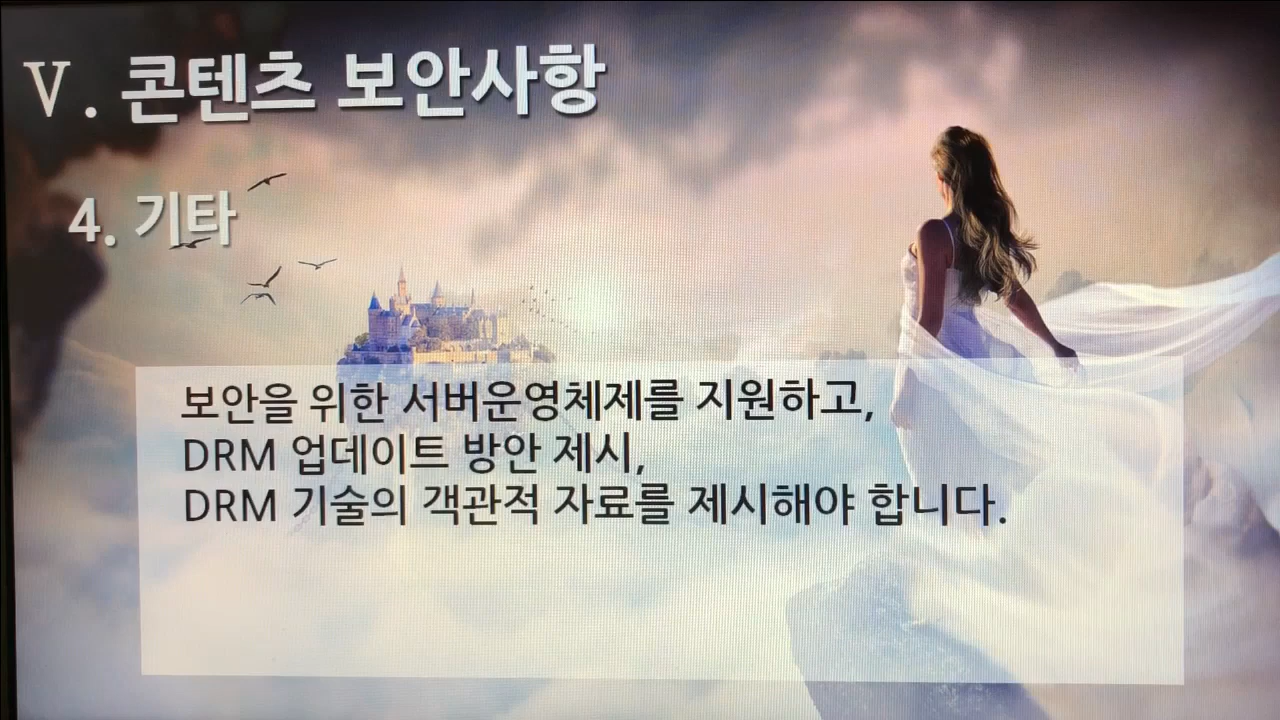 Ⅴ. 콘텐츠 보안사항
4. 기타
보안을 위한 서버운영체제를 지원하고,
DRM 업데이트 방안 제시,
DRM 기술의 객관적 자료를 제시해야 합니다.